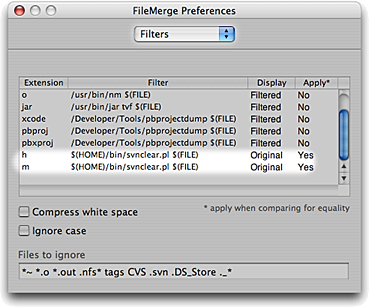 FileMerge Preferences
Filters
Extension Filter Display Apply*
o /usr/bin/nm $(FILE) Filtered No
jar /usr/bin/jar tvf $(FILE) Filtered No
xcode /Developer/Tools/pbprojectdump $(FILE) Filtered No
pbproj /Developer/Tools/pbprojectdump $(FILE) Filtered No
pbxproj /Developer/Tools/pbprojectdump $(FILE) Filtered No
h $(HOME)/bin/svnclear.pl $(FILE) Original Yes
m $(HOME)/bin/svnclear.pl $(FILE) Original Yes
Compress white space * apply when comparing for equality
Ignore case
Files to ignore
*~ *.o *.out .nfs* tags CVS .svn .DS_Store ._*